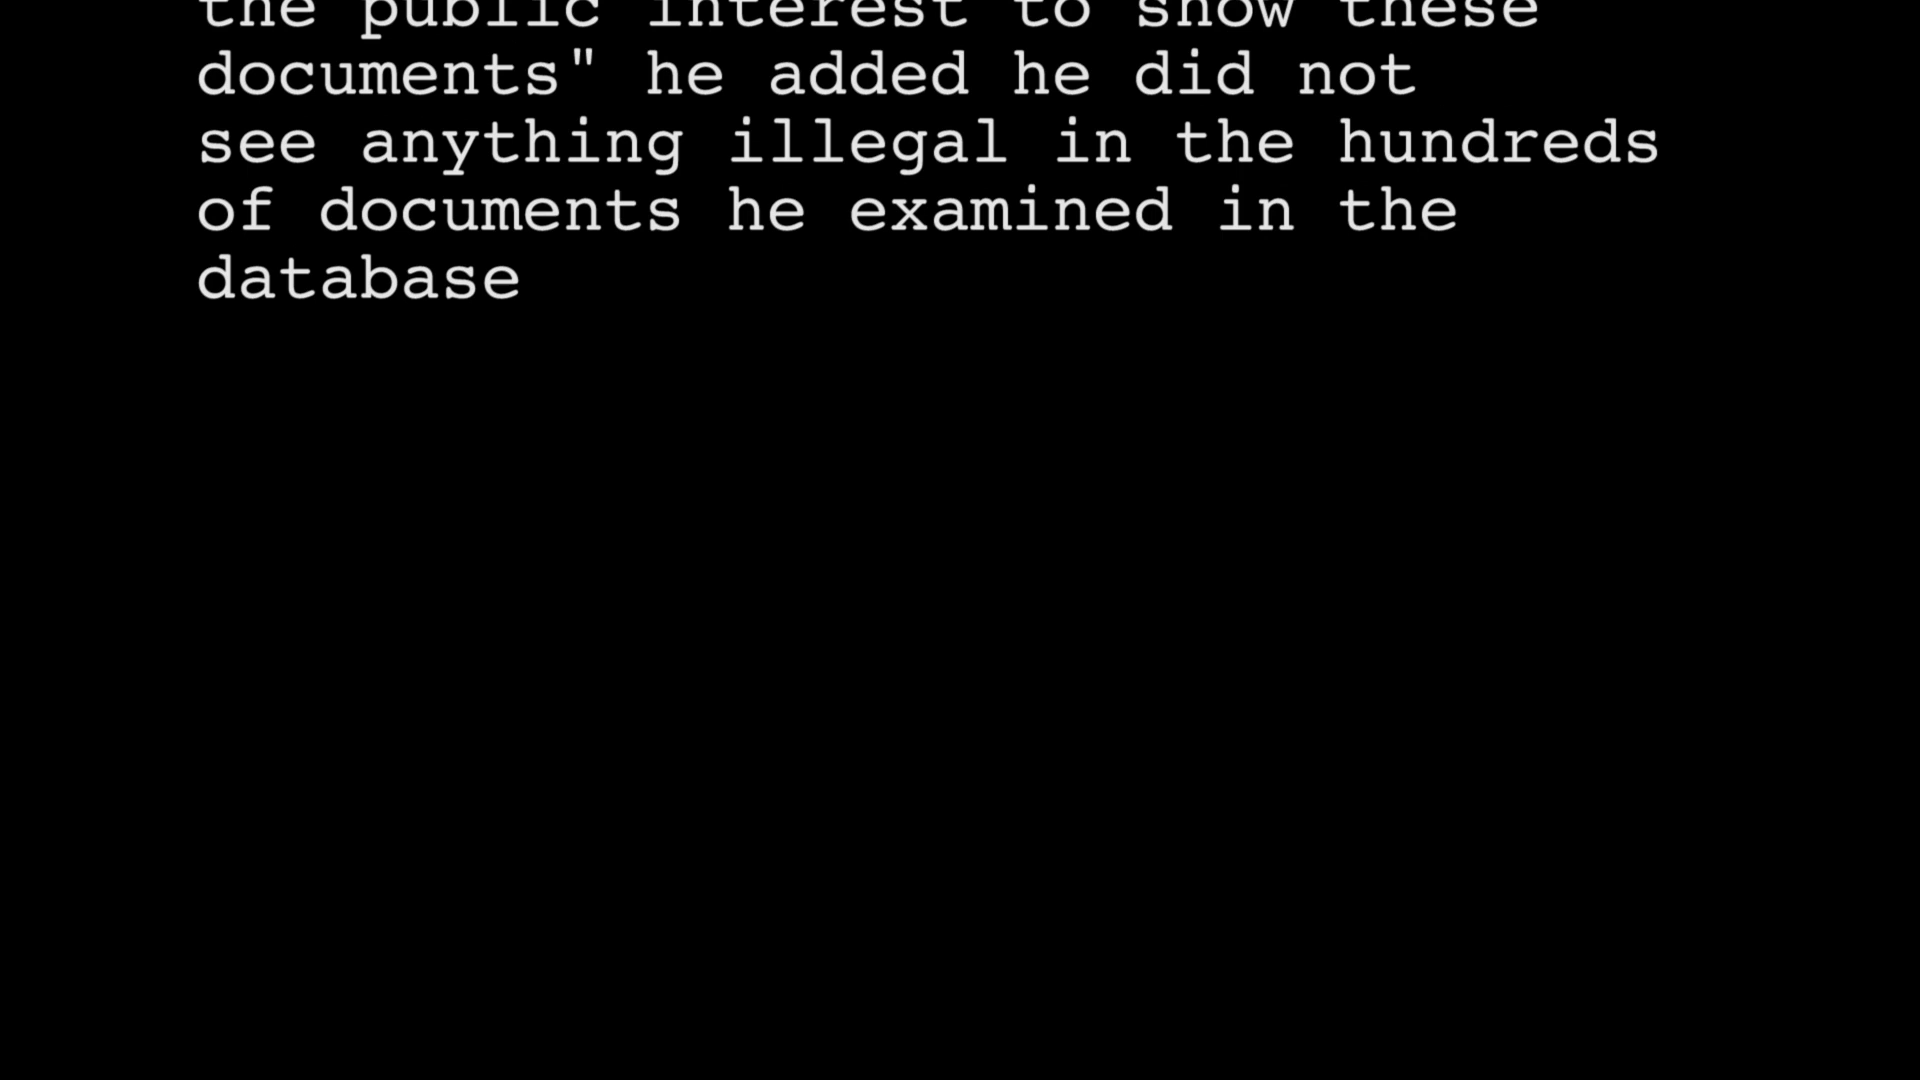 the public interest to show these
documents" he added he did not
see anything illegal in the hundreds
of documents he examined in the
database